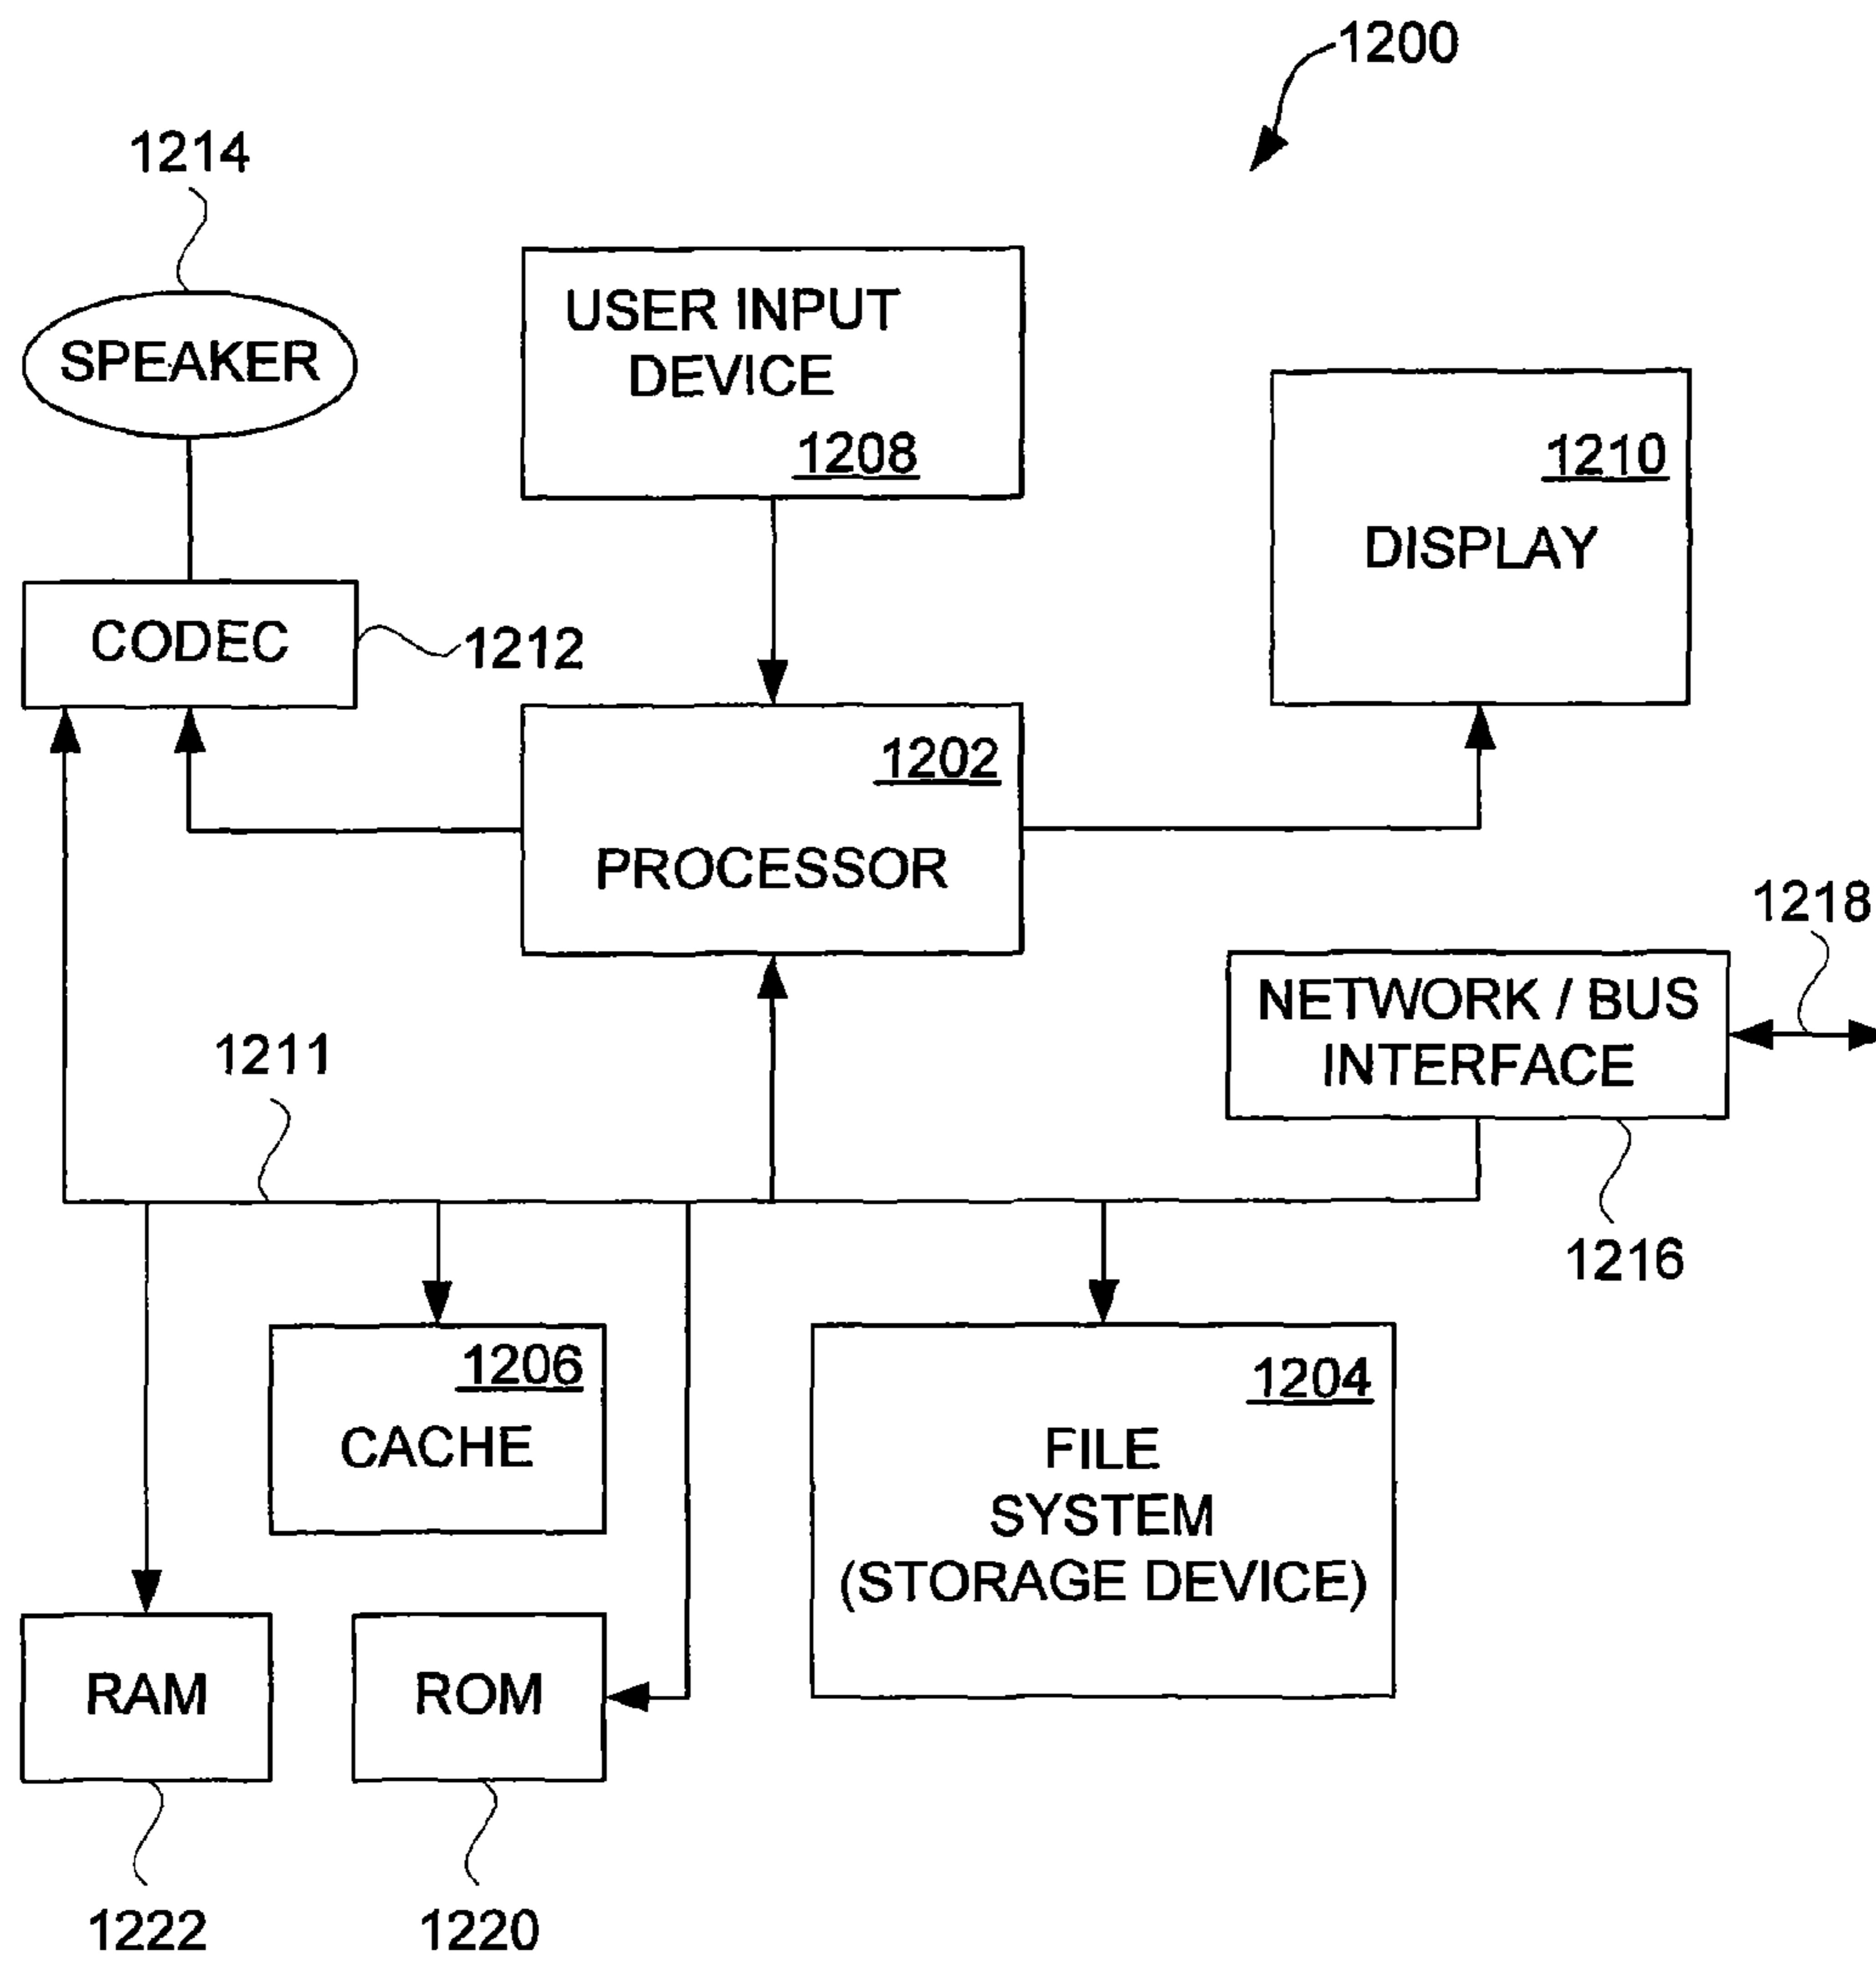 1200
1214
SPEAKER
USER INPUT
DEVICE
1208
1210
DISPLAY
CODEC
1212
1202
PROCESSOR
1218
NETWORK / BUS
INTERFACE
1211
1216
1206
CACHE
1204
FILE
SYSTEM
(STORAGE DEVICE)
RAM
ROM
1222
1220